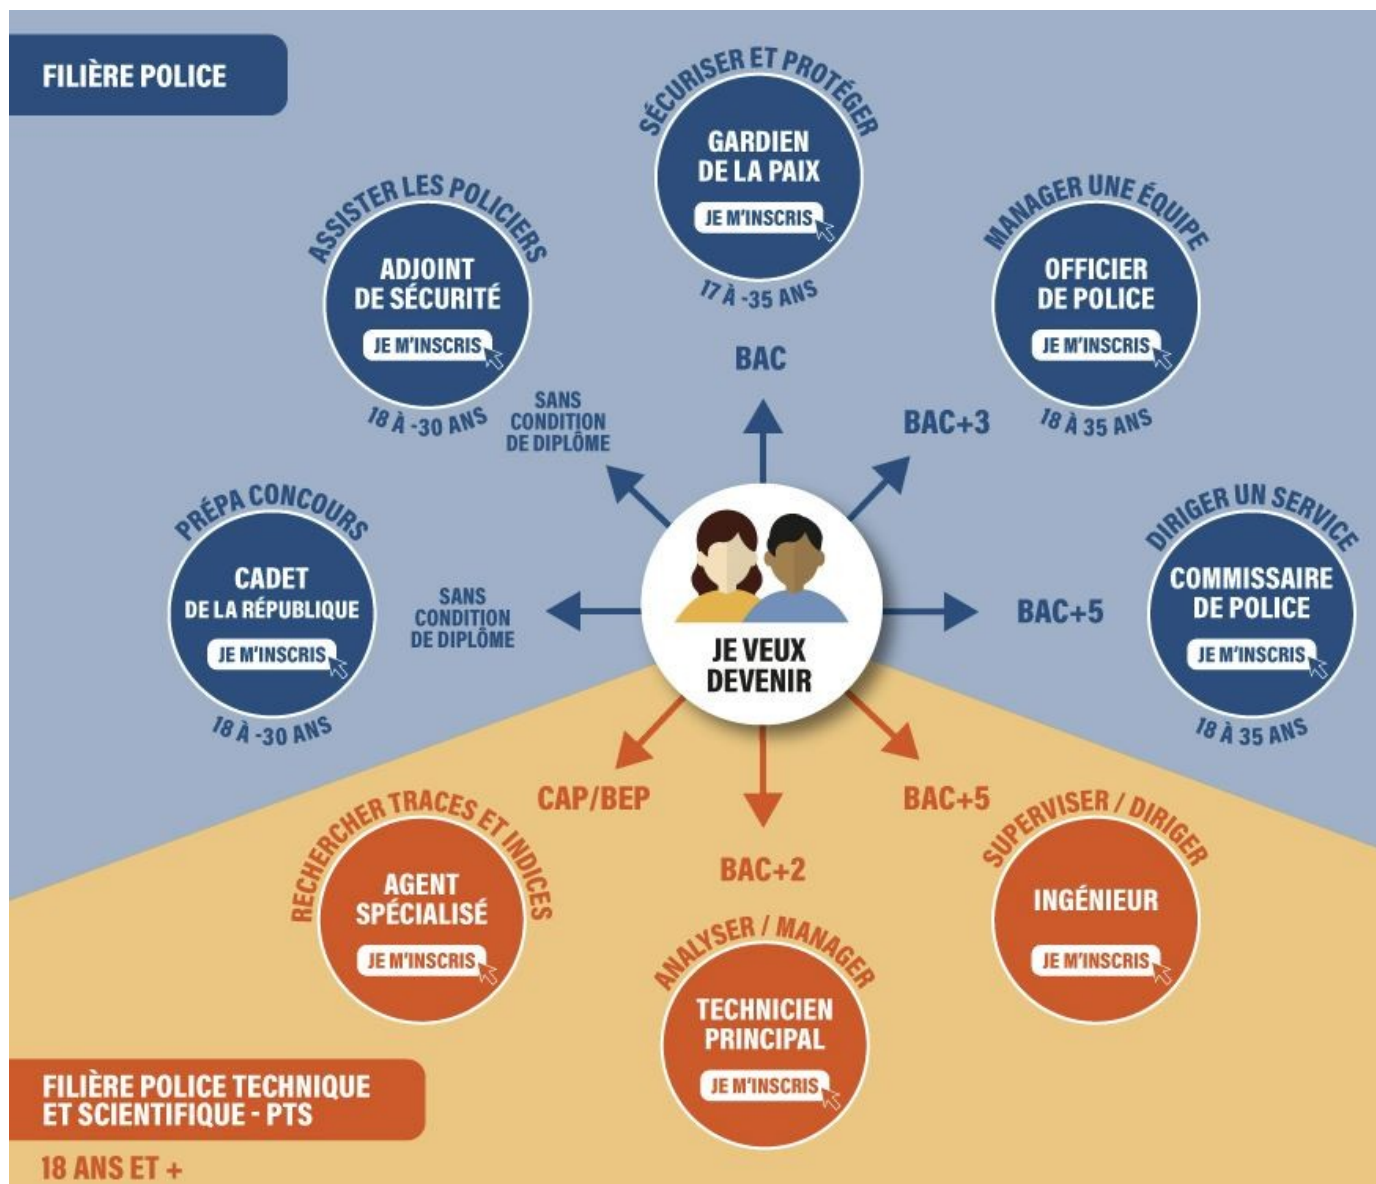 FILIÈRE POLICE
SÉCURISER ET PROTÉGER
GARDIEN
DE LA PAIX
JE M'INSCRIS
17 À -35 ANS
BAC
ASSISTER LES POLICIERS
ADJOINT
DE SÉCURITÉ
JE M'INSCRIS
18 À -30 ANS
SANS
CONDITION
DE DIPLÔME
MANAGER UNE ÉQUIPE
OFFICIER
DE POLICE
JE M'INSCRIS
18 À 35 ANS
BAC+3
PRÉPA CONCOURS
CADET
DE LA RÉPUBLIQUE
JE M'INSCRIS
18 À -30 ANS
SANS
CONDITION
DE DIPLÔME
JE VEUX
DEVENIR
BAC+5
DIRIGER UN SERVICE
COMMISSAIRE
DE POLICE
JE M'INSCRIS
18 À 35 ANS
CAP/BEP
RECHERCHER TRACES ET INDICES
AGENT
SPÉCIALISÉ
JE M'INSCRIS
BAC+2
ANALYSER / MANAGER
TECHNICIEN
PRINCIPAL
JE M'INSCRIS
BAC+5
SUPERVISER / DIRIGER
INGÉNIEUR
JE M'INSCRIS
FILIÈRE POLICE TECHNIQUE
ET SCIENTIFIQUE - PTS
18 ANS ET +